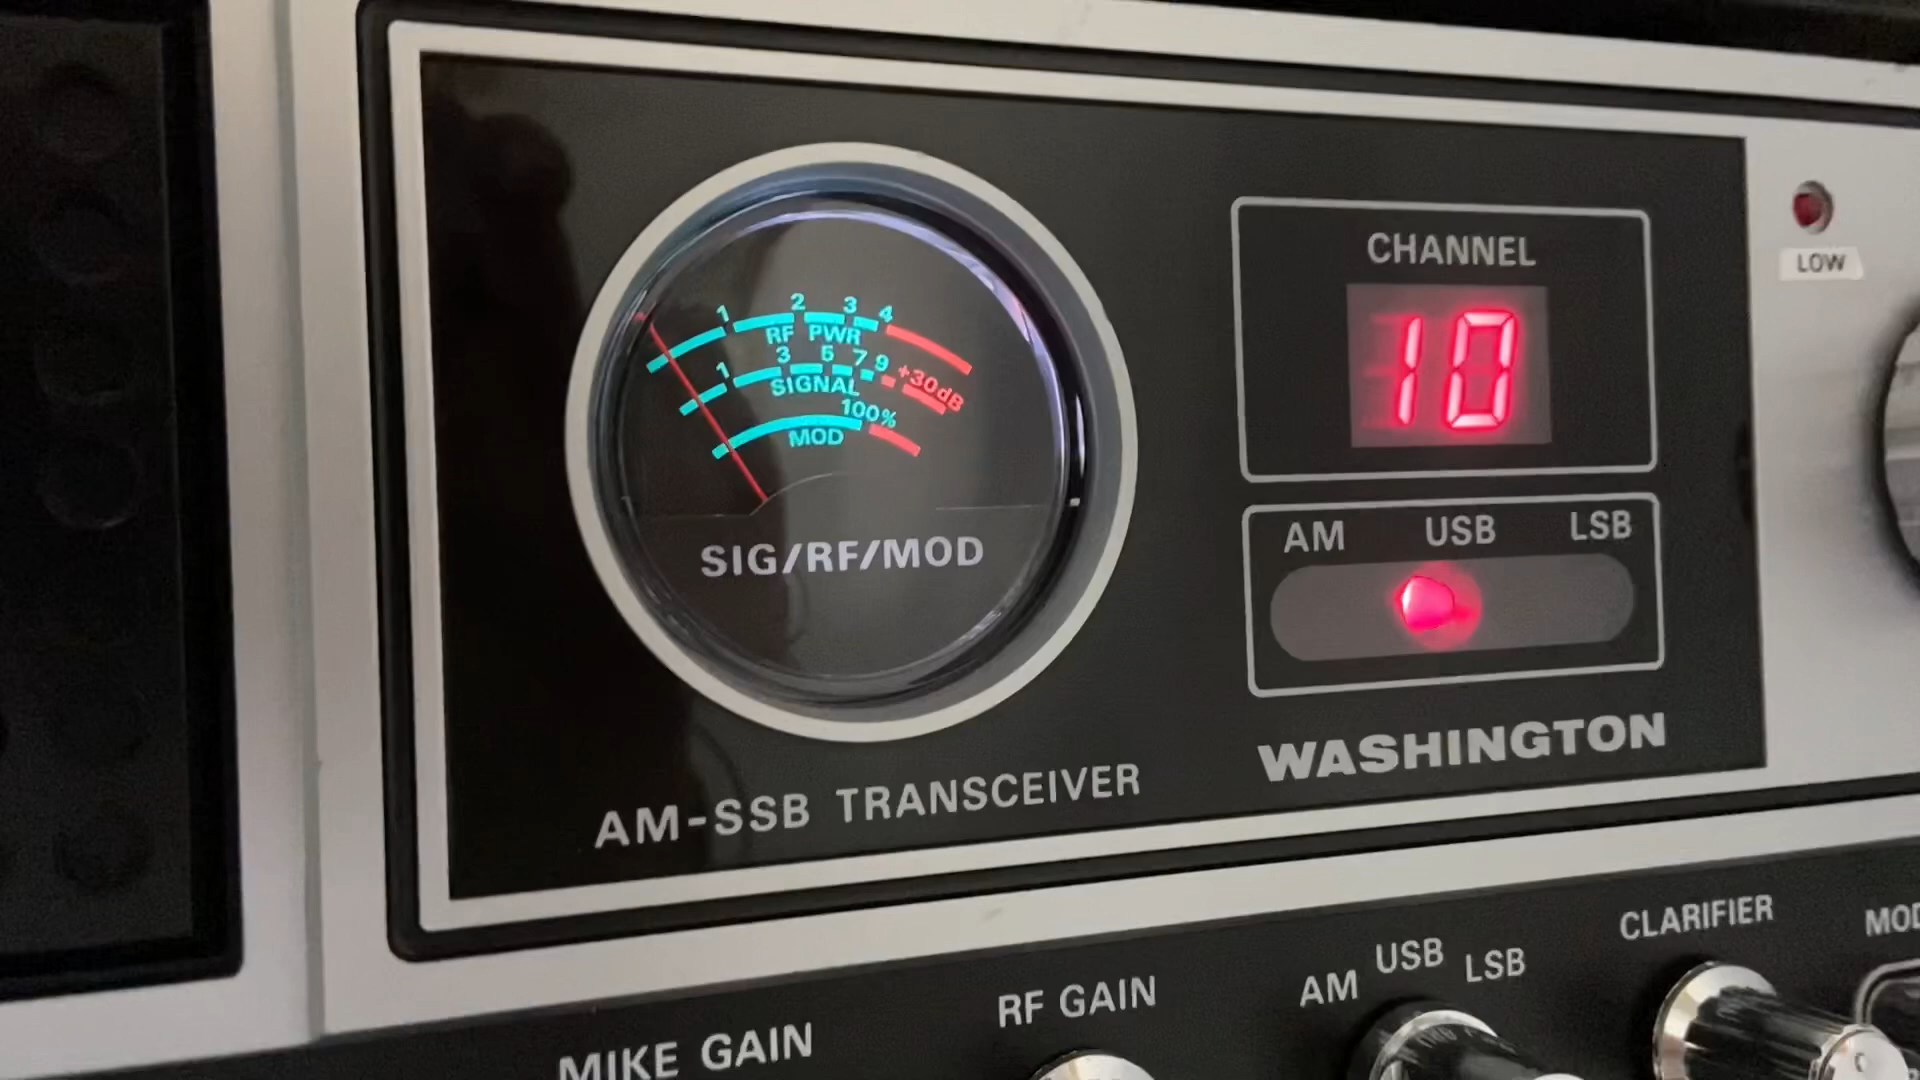 1 2 3 4
RF PWR
1 3 5 7 9 +30dB
SIGNAL
100%
MOD
SIG/RF/MOD
AM-SSB TRANSCEIVER
CHANNEL
10
AM USB LSB
WASHINGTON
LOW
MIKE GAIN
RF GAIN
AM USB LSB
CLARIFIER